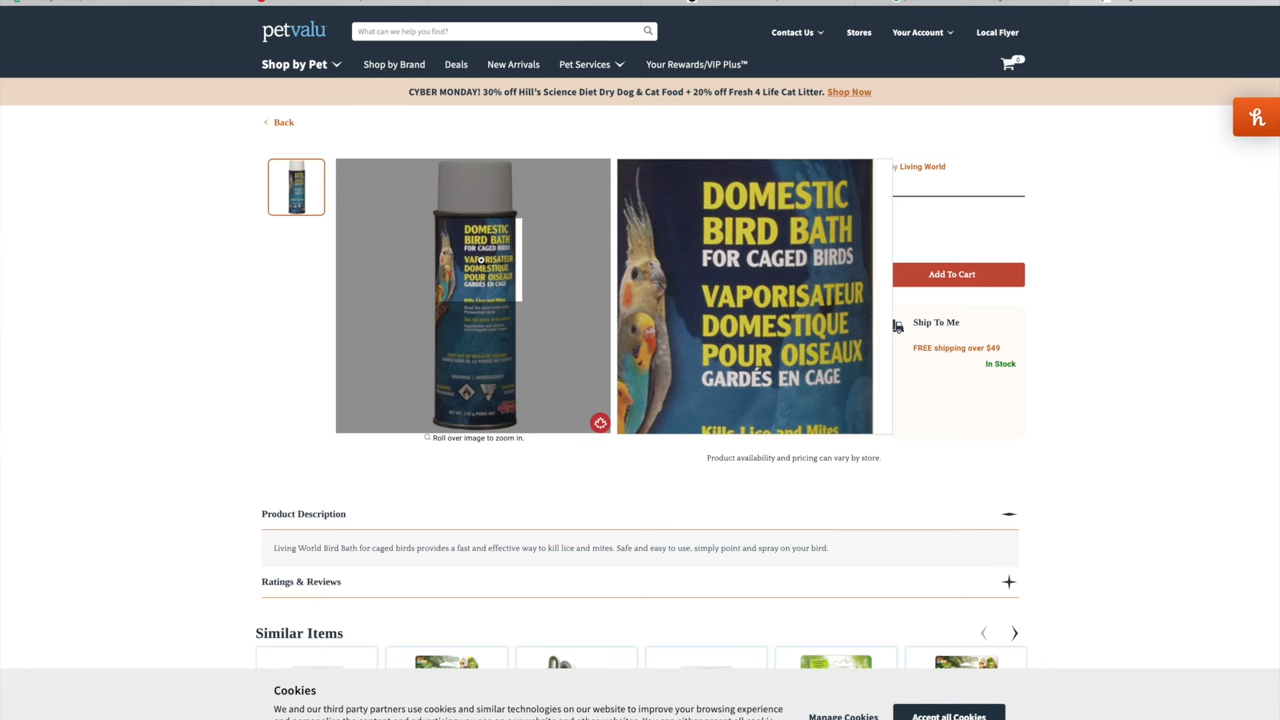 petvalu
What can we help you find?
Contact Us
Stores
Your Account
Local Flyer
Shop by Pet
Shop by Brand
Deals
New Arrivals
Pet Services
Your Rewards/VIP Plus™
0
CYBER MONDAY! 30% off Hill's Science Diet Dry Dog & Cat Food + 20% off Fresh 4 Life Cat Litter. Shop Now
Back
h
DOMESTIC
BIRD BATH
FOR CAGED BIRDS
VAPORISATEUR
DOMESTIQUE
POUR OISEAUX
GARDÉS EN CAGE
Kills Lice and Mites
DOMESTIC
BIRD BATH
FOR CAGED BIRDS
VAPORISATEUR
DOMESTIQUE
POUR OISEAUX
GARDÉS EN CAGE
Kills Lice and Mites
by Living World
Add To Cart
Ship To Me
FREE shipping over $49
In Stock
Roll over image to zoom in.
Product availability and pricing can vary by store.
Product Description
Living World Bird Bath for caged birds provides a fast and effective way to kill lice and mites. Safe and easy to use, simply point and spray on your bird.
Ratings & Reviews
Similar Items
Cookies
We and our third party partners use cookies and similar technologies on our website to improve your browsing experience
Manage Cookies
Accept all Cookies